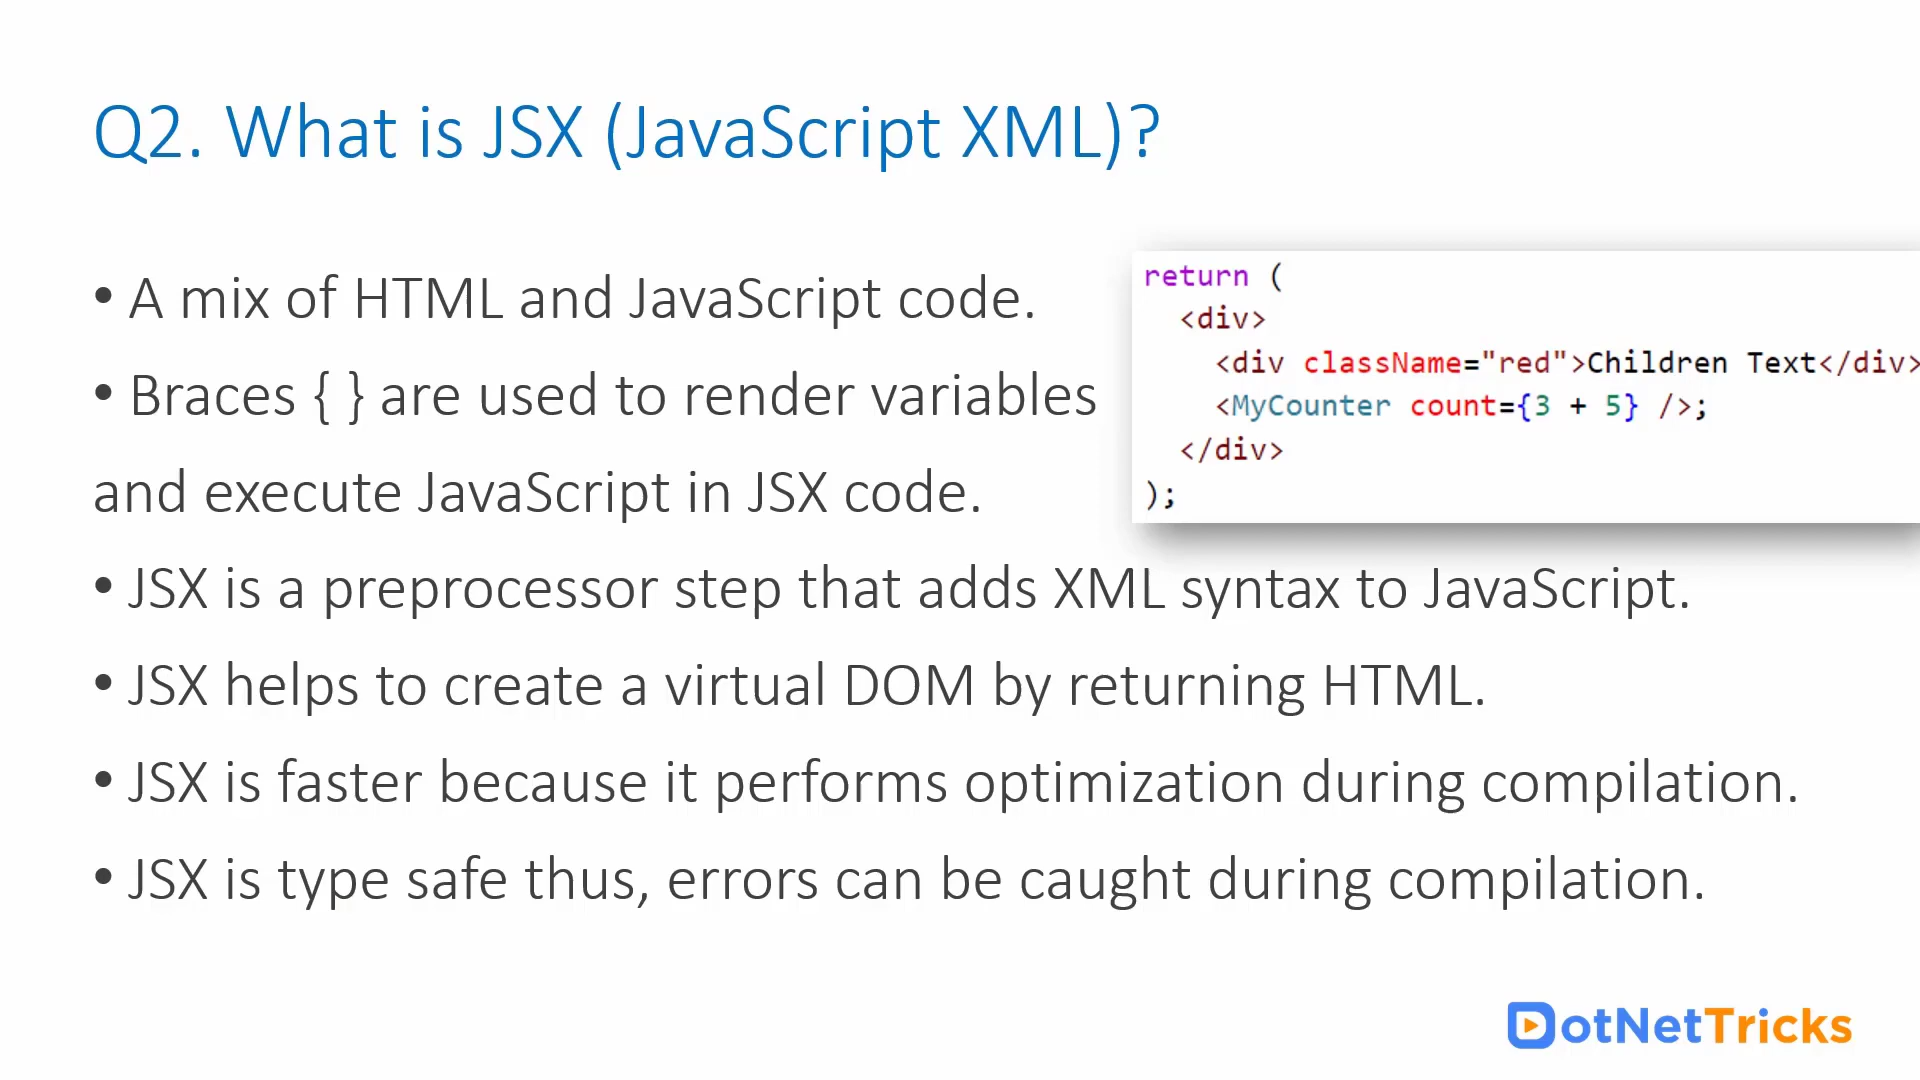 Q2. What is JSX (JavaScript XML)?
• A mix of HTML and JavaScript code.
• Braces { } are used to render variables
and execute JavaScript in JSX code.
• JSX is a preprocessor step that adds XML syntax to JavaScript.
• JSX helps to create a virtual DOM by returning HTML.
• JSX is faster because it performs optimization during compilation.
• JSX is type safe thus, errors can be caught during compilation.
return (
<div>
<div className="red">Children Text</div>
<MyCounter count={3 + 5} />;
</div>
);
DotNetTricks